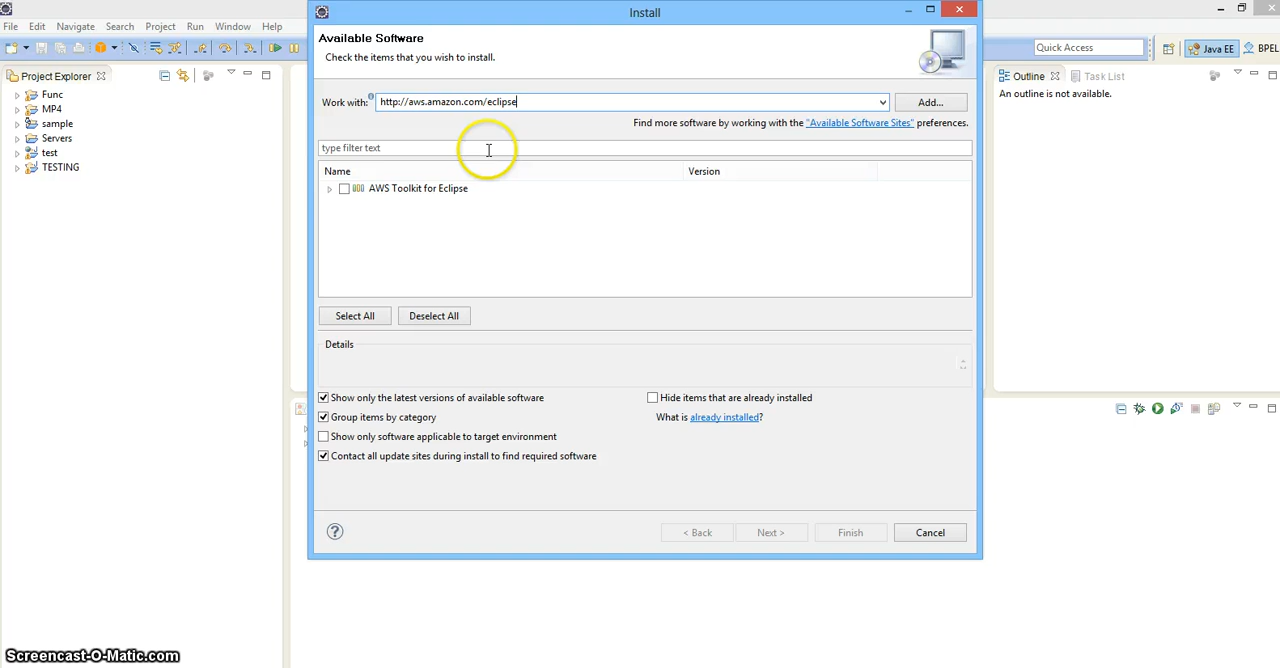 Install
File Edit Navigate Search Project Run Window Help
Quick Access
Java EE
BPEL
Project Explorer
Func
MP4
sample
Servers
test
TESTING
Available Software
Check the items that you wish to install.
Work with: http://aws.amazon.com/eclipse
Add...
Find more software by working with the "Available Software Sites" preferences.
type filter text
Name Version
AWS Toolkit for Eclipse
Select All Deselect All
Details
Show only the latest versions of available software
Hide items that are already installed
Group items by category
What is already installed?
Show only software applicable to target environment
Contact all update sites during install to find required software
< Back Next > Finish Cancel
Outline Task List
An outline is not available.
Screencast-O-Matic.com